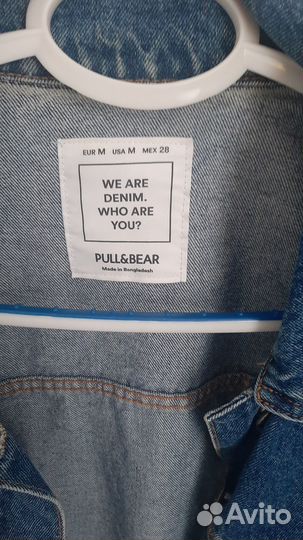 EUR M USA M MEX 28
WE ARE
DENIM.
WHO ARE
YOU?
PULL&BEAR
Made in Bangladesh
Avito